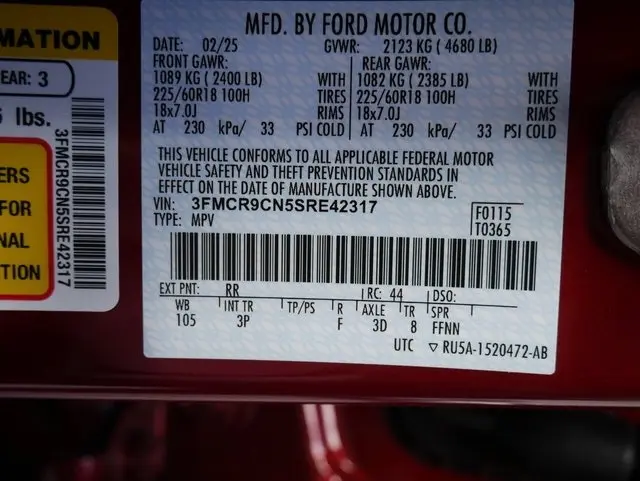 MATION
EAR: 3
lbs.
ERS
FOR
NAL
TION
3FMCR9CN5SRE42317
MFD. BY FORD MOTOR CO.
DATE: 02/25 GVWR: 2123 KG ( 4680 LB)
FRONT GAWR: REAR GAWR:
1089 KG ( 2400 LB) WITH 1082 KG ( 2385 LB) WITH
225/60R18 100H TIRES 225/60R18 100H TIRES
18x7.0J RIMS 18x7.0J RIMS
AT 230 kPa/ 33 PSI COLD AT 230 kPa/ 33 PSI COLD
THIS VEHICLE CONFORMS TO ALL APPLICABLE FEDERAL MOTOR
VEHICLE SAFETY AND THEFT PREVENTION STANDARDS IN
EFFECT ON THE DATE OF MANUFACTURE SHOWN ABOVE.
VIN: 3FMCR9CN5SRE42317
TYPE: MPV
F0115
T0365
EXT PNT: RR RC: 44 DSO:
WB INT TR TP/PS R AXLE TR SPR
105 3P F 3D 8 FFNN
UTC ▽ RU5A-1520472-AB